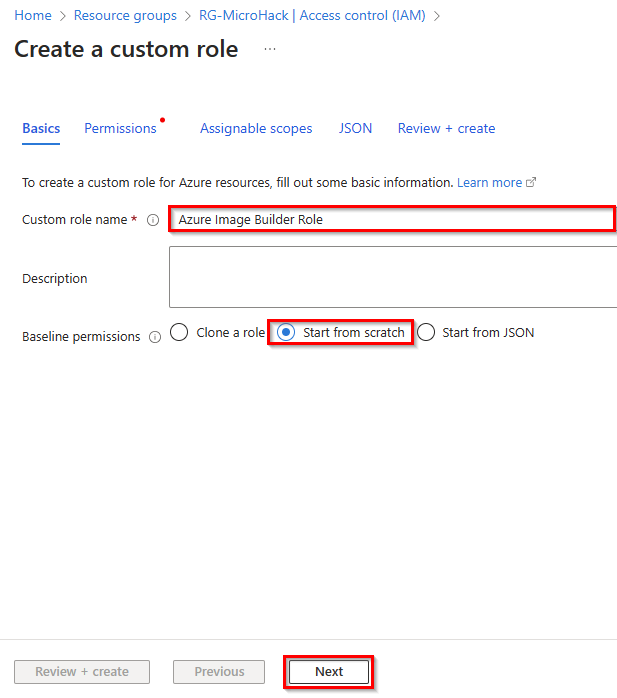 Home > Resource groups > RG-MicroHack | Access control (IAM) >
Create a custom role ...
Basics Permissions Assignable scopes JSON Review + create
To create a custom role for Azure resources, fill out some basic information. Learn more
Custom role name * Azure Image Builder Role
Description
Baseline permissions Clone a role Start from scratch Start from JSON
Review + create Previous Next